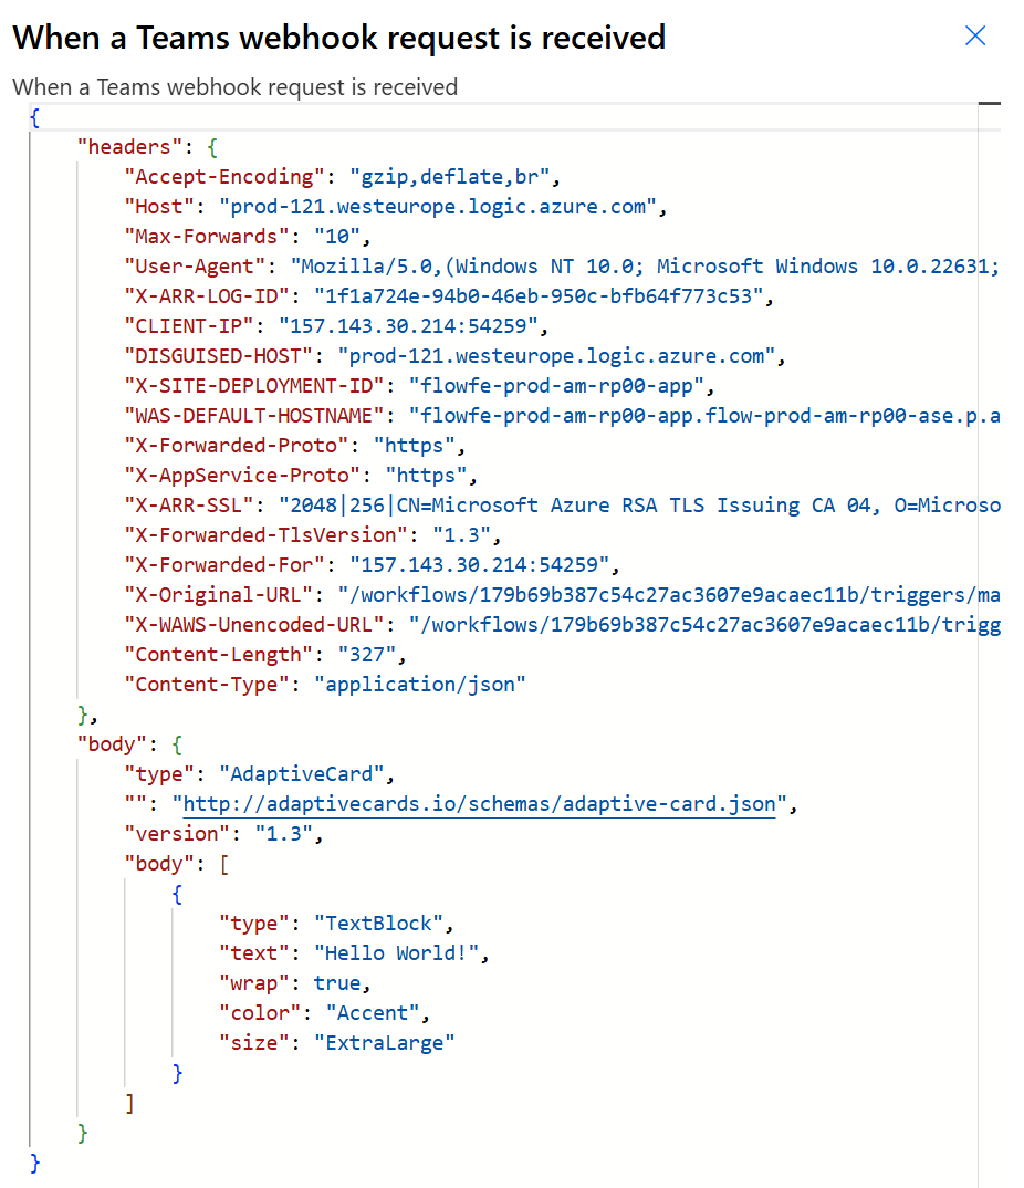 When a Teams webhook request is received
When a Teams webhook request is received
{
"headers": {
"Accept-Encoding": "gzip,deflate,br",
"Host": "prod-121.westeurope.logic.azure.com",
"Max-Forwards": "10",
"User-Agent": "Mozilla/5.0,(Windows NT 10.0; Microsoft Windows 10.0.22631;
"X-ARR-LOG-ID": "1f1a724e-94b0-46eb-950c-bfb64f773c53",
"CLIENT-IP": "157.143.30.214:54259",
"DISGUISED-HOST": "prod-121.westeurope.logic.azure.com",
"X-SITE-DEPLOYMENT-ID": "flowfe-prod-am-rp00-app",
"WAS-DEFAULT-HOSTNAME": "flowfe-prod-am-rp00-app.flow-prod-am-rp00-ase.p.a
"X-Forwarded-Proto": "https",
"X-AppService-Proto": "https",
"X-ARR-SSL": "2048|256|CN=Microsoft Azure RSA TLS Issuing CA 04, O=Microso
"X-Forwarded-TlsVersion": "1.3",
"X-Forwarded-For": "157.143.30.214:54259",
"X-Original-URL": "/workflows/179b69b387c54c27ac3607e9acaec11b/triggers/ma
"X-WAWS-Unencoded-URL": "/workflows/179b69b387c54c27ac3607e9acaec11b/trigg
"Content-Length": "327",
"Content-Type": "application/json"
},
"body": {
"type": "AdaptiveCard",
"": "http://adaptivecards.io/schemas/adaptive-card.json",
"version": "1.3",
"body": [
{
"type": "TextBlock",
"text": "Hello World!",
"wrap": true,
"color": "Accent",
"size": "ExtraLarge"
}
]
}
}